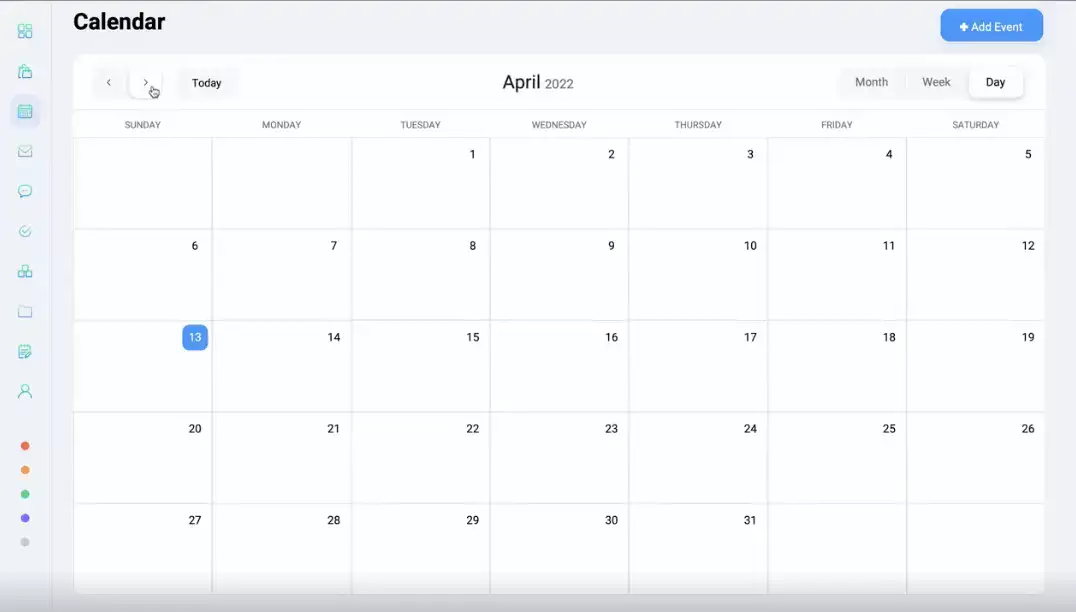 Calendar
+ Add Event
Today
April 2022
Month Week Day
SUNDAY MONDAY TUESDAY WEDNESDAY THURSDAY FRIDAY SATURDAY
1 2 3 4 5
6 7 8 9 10 11 12
13 14 15 16 17 18 19
20 21 22 23 24 25 26
27 28 29 30 31